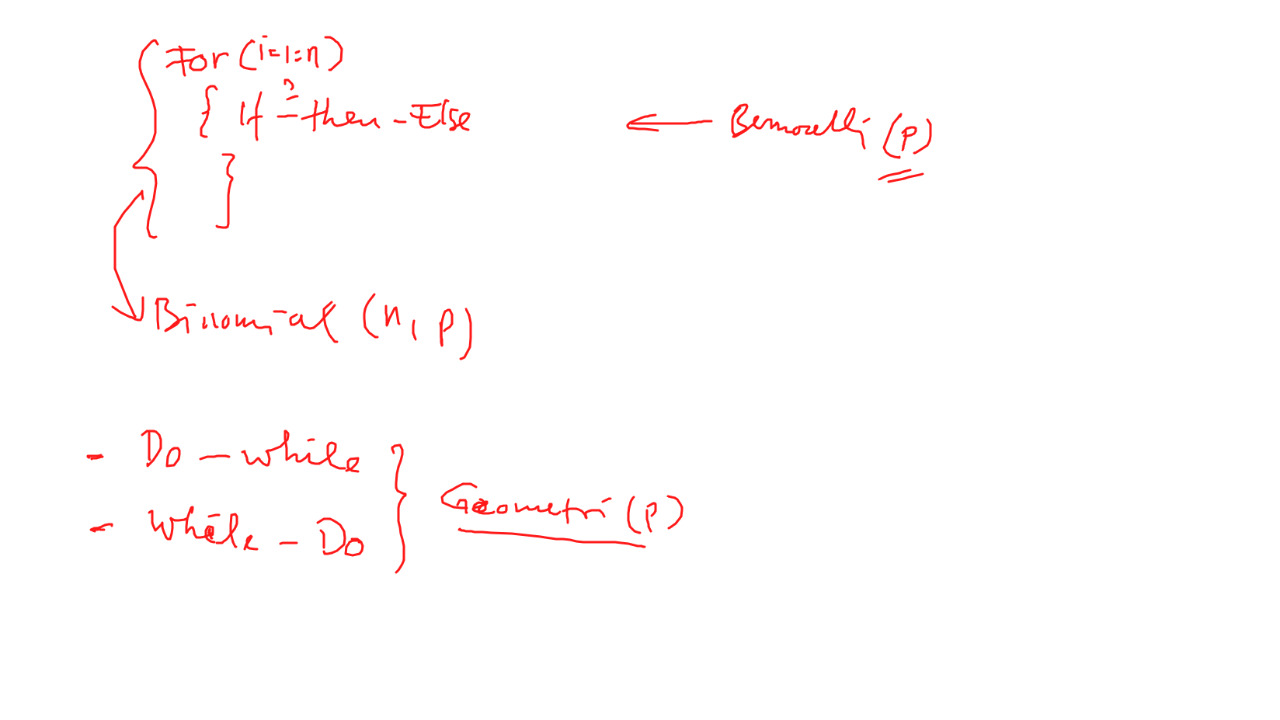 For (i=1:n)
{ If ? then - Else ← Bernoulli (p)
}
Binomial (n, p)
- Do - while
- While - Do } Geometri (p)